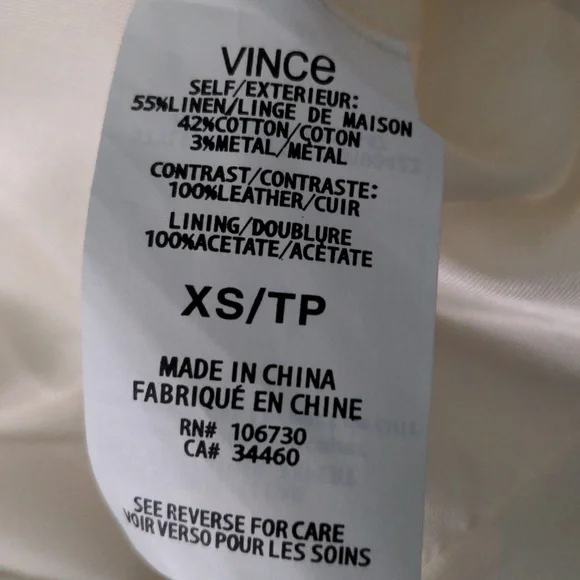 VINCe
SELF/EXTERIEUR:
55%LINEN/LINGE DE MAISON
42%COTTON/COTON
3%METAL/MÉTAL
CONTRAST/CONTRASTE:
100%LEATHER/CUIR
LINING/DOUBLURE
100%ACETATE/ACÉTATE
XS/TP
MADE IN CHINA
FABRIQUÉ EN CHINE
RN# 106730
CA# 34460
SEE REVERSE FOR CARE
VOIR VERSO POUR LES SOINS